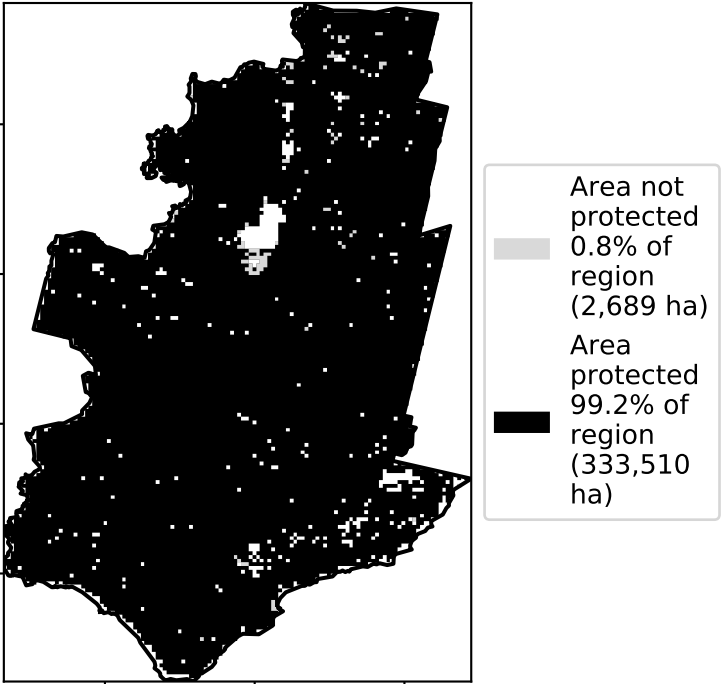 Area not
protected
0.8% of
region
(2,689 ha)
Area
protected
99.2% of
region
(333,510
ha)